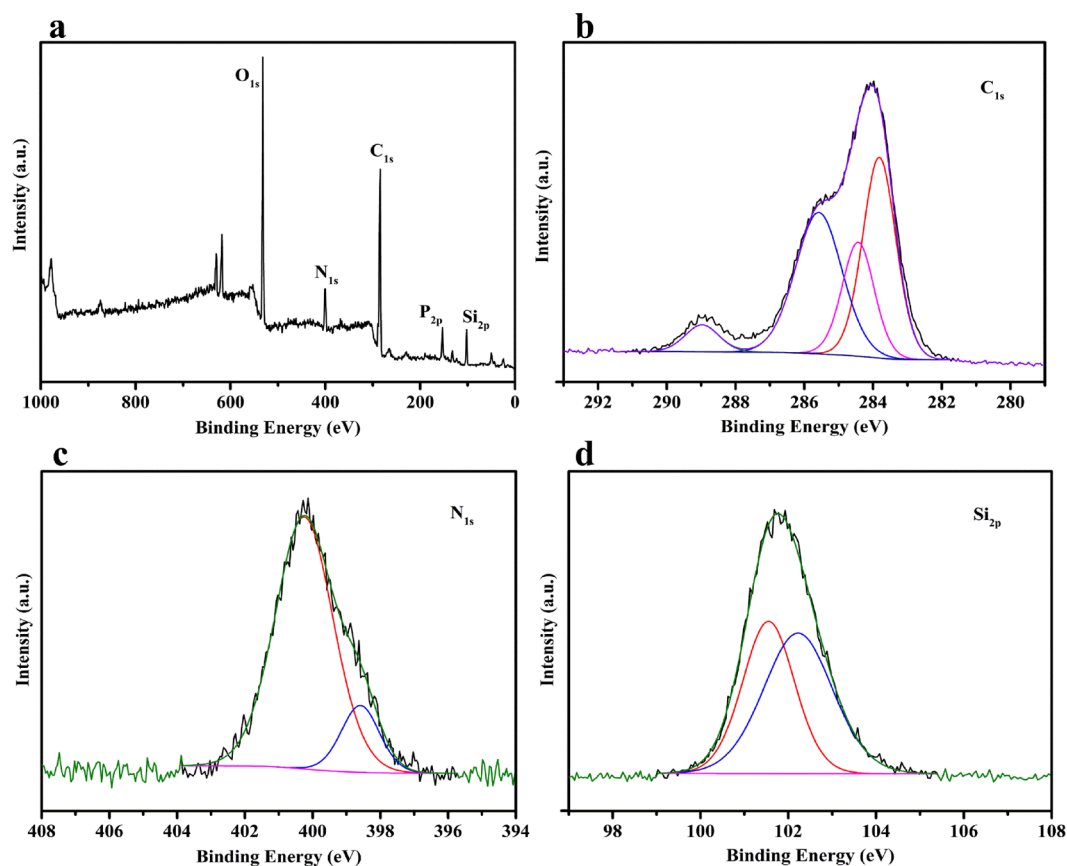 a
O1s
C1s
N1s
P2p
Si2p
Intensity (a.u.)
1000 800 600 400 200 0
Binding Energy (eV)
b
C1s
Intensity (a.u.)
292 290 288 286 284 282 280
Binding Energy (eV)
c
N1s
Intensity (a.u.)
408 406 404 402 400 398 396 394
Binding Energy (eV)
d
Si2p
Intensity (a.u.)
98 100 102 104 106 108
Binding Energy (eV)